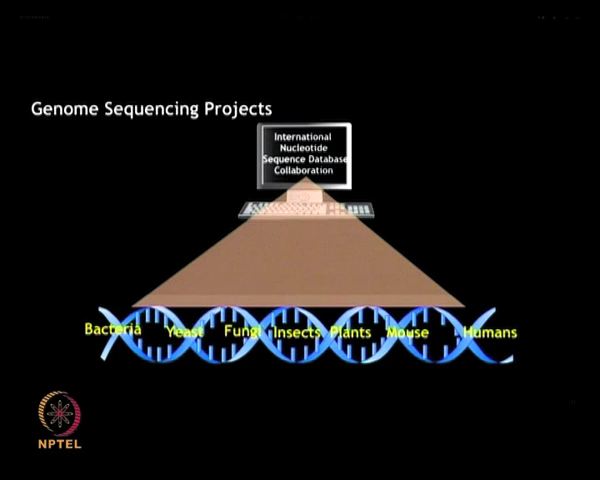 Genome Sequencing Projects
International
Nucleotide
Sequence Database
Collaboration
Bacteria Yeast Fungi Insects Plants Mouse Humans
NPTEL